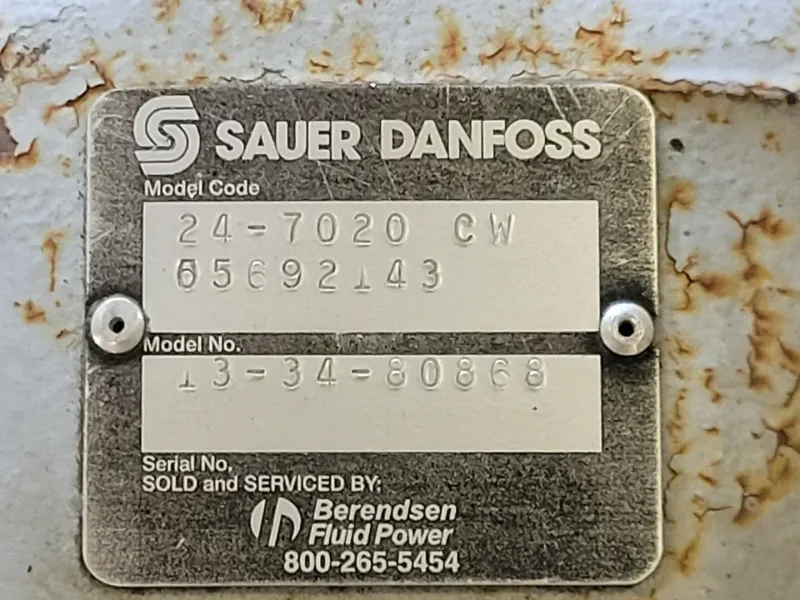 SAUER DANFOSS
Model Code
24-7020 CW
65692143
Model No.
13-34-80868
Serial No.
SOLD and SERVICED BY:
Berendsen
Fluid Power
800-265-5454